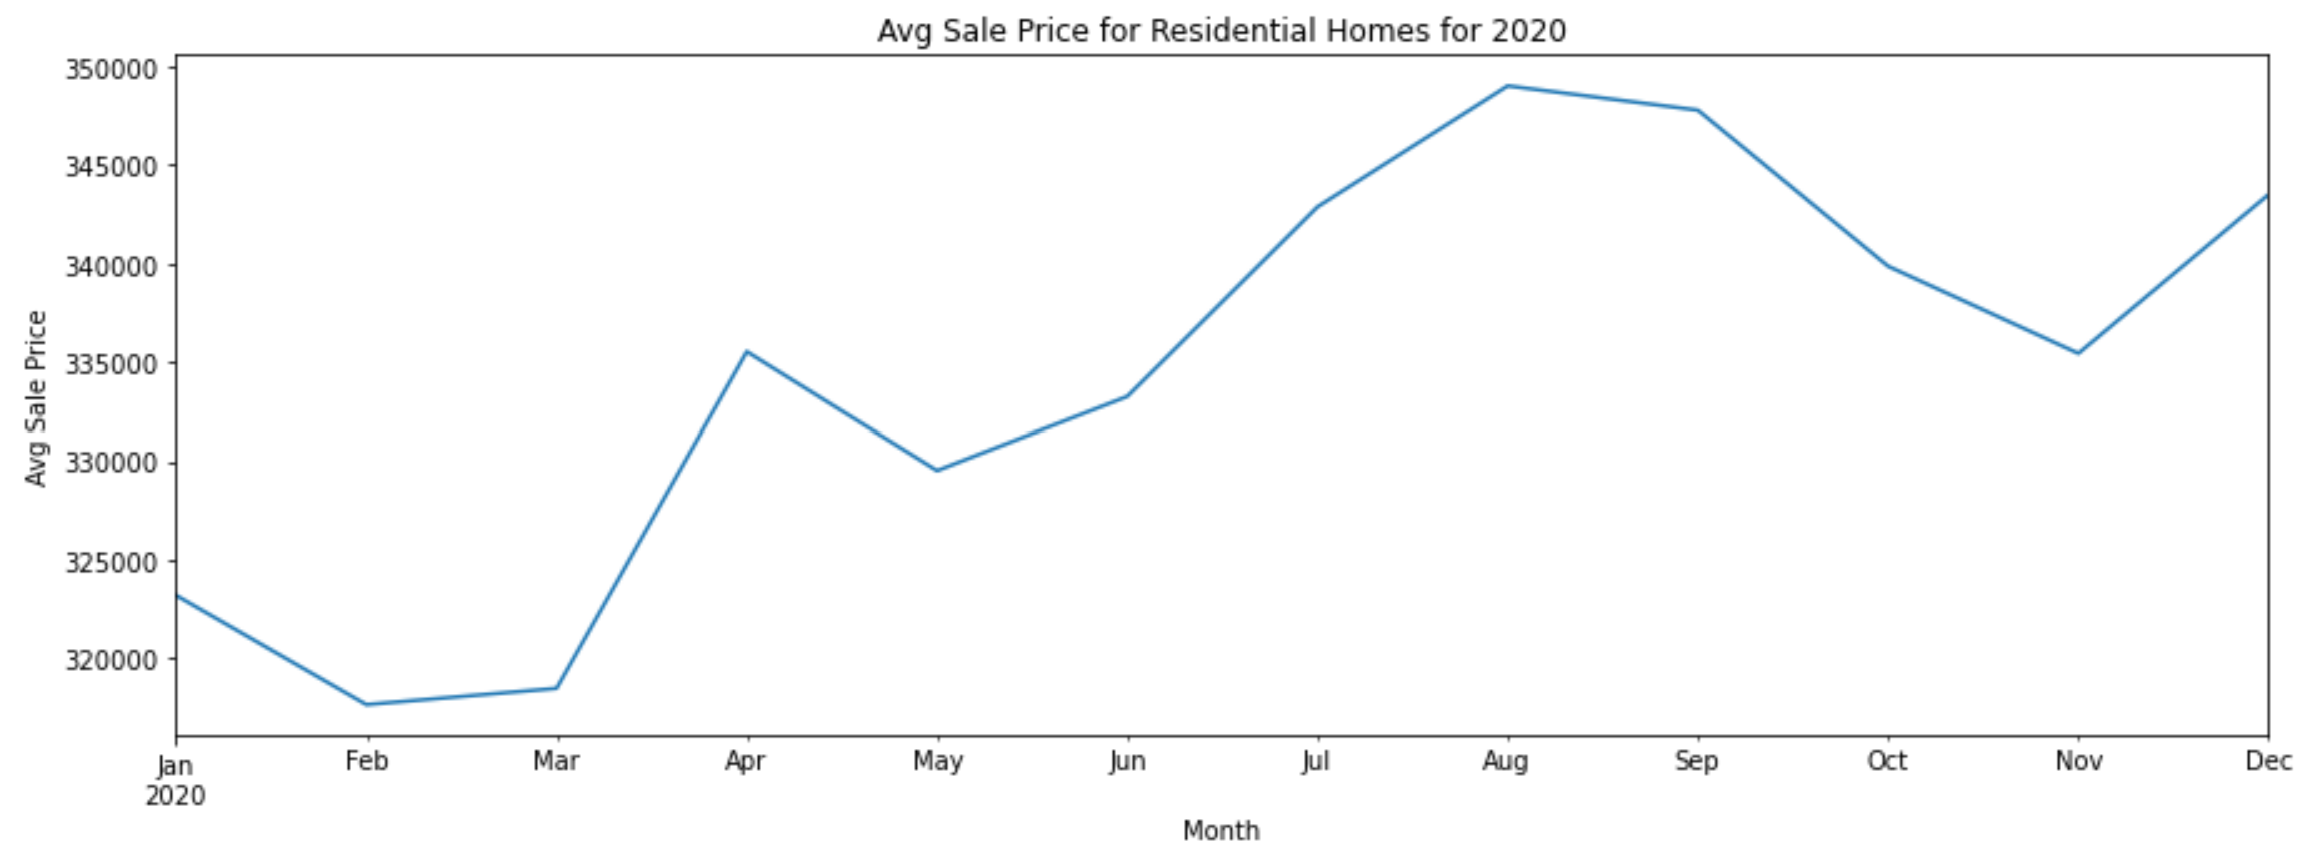 Avg Sale Price for Residential Homes for 2020
350000
345000
340000
335000
330000
325000
320000
Avg Sale Price
Jan Feb Mar Apr May Jun Jul Aug Sep Oct Nov Dec
2020
Month